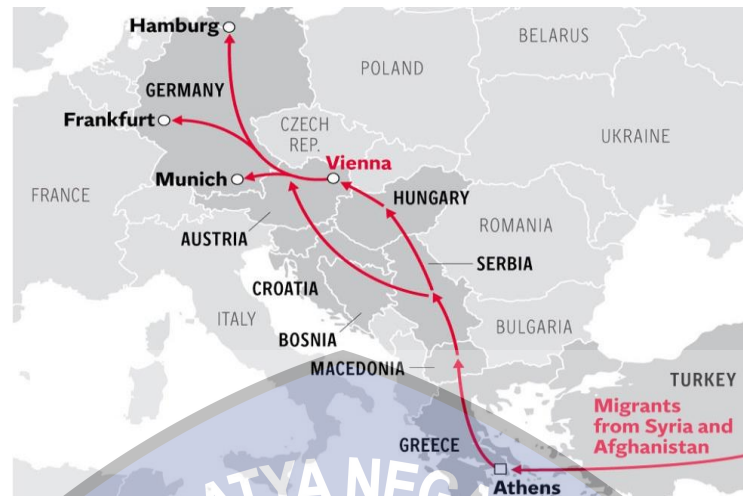 Hamburg
BELARUS
POLAND
GERMANY
Frankfurt
CZECH
REP.
UKRAINE
Vienna
Munich
FRANCE
HUNGARY
ROMANIA
AUSTRIA
SERBIA
CROATIA
ITALY
BOSNIA
BULGARIA
MACEDONIA
TURKEY
Migrants
from Syria and
Afghanistan
GREECE
Athens